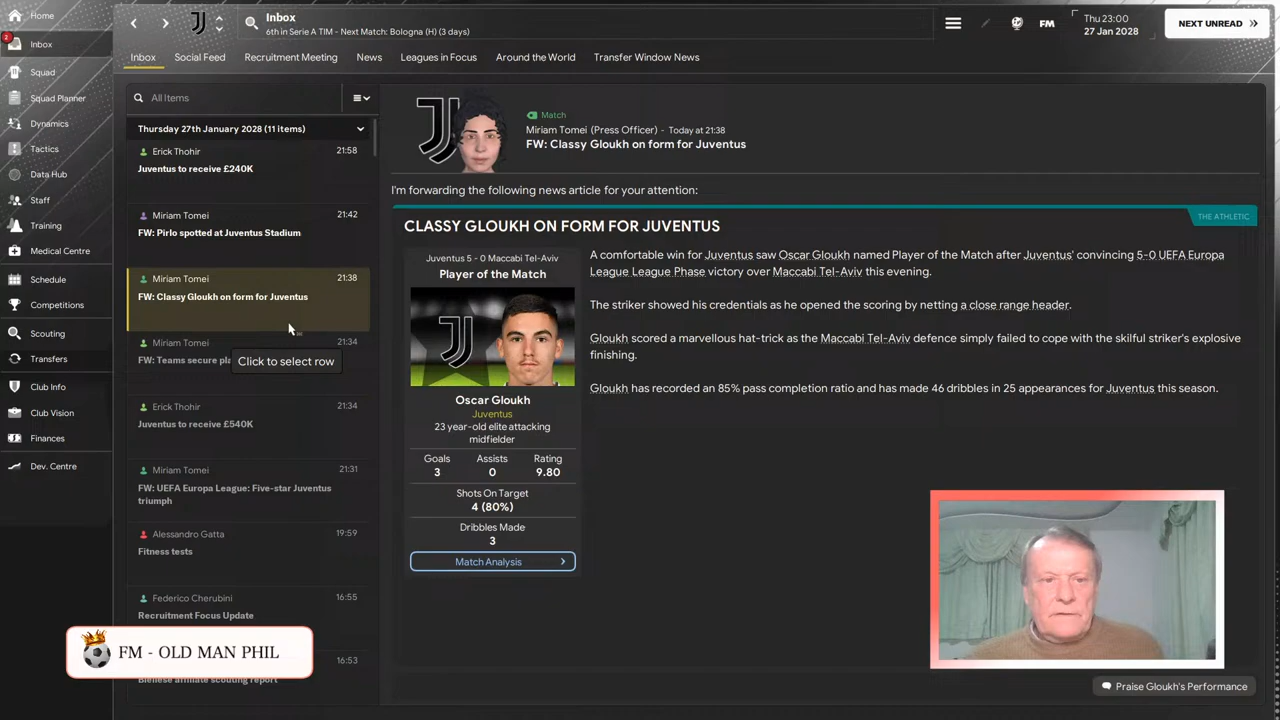 Home
2
Inbox
Squad
Squad Planner
Dynamics
Tactics
Data Hub
Staff
Training
Medical Centre
Schedule
Competitions
Scouting
Transfers
Club Info
Club Vision
Finances
Dev. Centre
Inbox
6th in Serie A TIM - Next Match: Bologna (H) (3 days)
FM
Thu 23:00
27 Jan 2028
NEXT UNREAD
Inbox Social Feed Recruitment Meeting News Leagues in Focus Around the World Transfer Window News
All Items
Thursday 27th January 2028 (11 items)
Erick Thohir 21:58
Juventus to receive £240K
Miriam Tomei 21:42
FW: Pirlo spotted at Juventus Stadium
Miriam Tomei 21:38
FW: Classy Gloukh on form for Juventus
Miriam Tomei 21:34
FW: Teams secure pla
Click to select row
Erick Thohir 21:34
Juventus to receive £540K
Miriam Tomei 21:31
FW: UEFA Europa League: Five-star Juventus
triumph
Alessandro Gatta 19:59
Fitness tests
Federico Cherubini 16:55
Recruitment Focus Update
16:53
Biellese affiliate scouting report
FM - OLD MAN PHIL
Match
Miriam Tomei (Press Officer) - Today at 21:38
FW: Classy Gloukh on form for Juventus
I'm forwarding the following news article for your attention:
THE ATHLETIC
CLASSY GLOUKH ON FORM FOR JUVENTUS
Juventus 5 - 0 Maccabi Tel-Aviv
Player of the Match
Oscar Gloukh
Juventus
23 year-old elite attacking
midfielder
Goals Assists Rating
3 0 9.80
Shots On Target
4 (80%)
Dribbles Made
3
Match Analysis
A comfortable win for Juventus saw Oscar Gloukh named Player of the Match after Juventus' convincing 5-0 UEFA Europa
League League Phase victory over Maccabi Tel-Aviv this evening.
The striker showed his credentials as he opened the scoring by netting a close range header.
Gloukh scored a marvellous hat-trick as the Maccabi Tel-Aviv defence simply failed to cope with the skilful striker's explosive
finishing.
Gloukh has recorded an 85% pass completion ratio and has made 46 dribbles in 25 appearances for Juventus this season.
Praise Gloukh's Performance